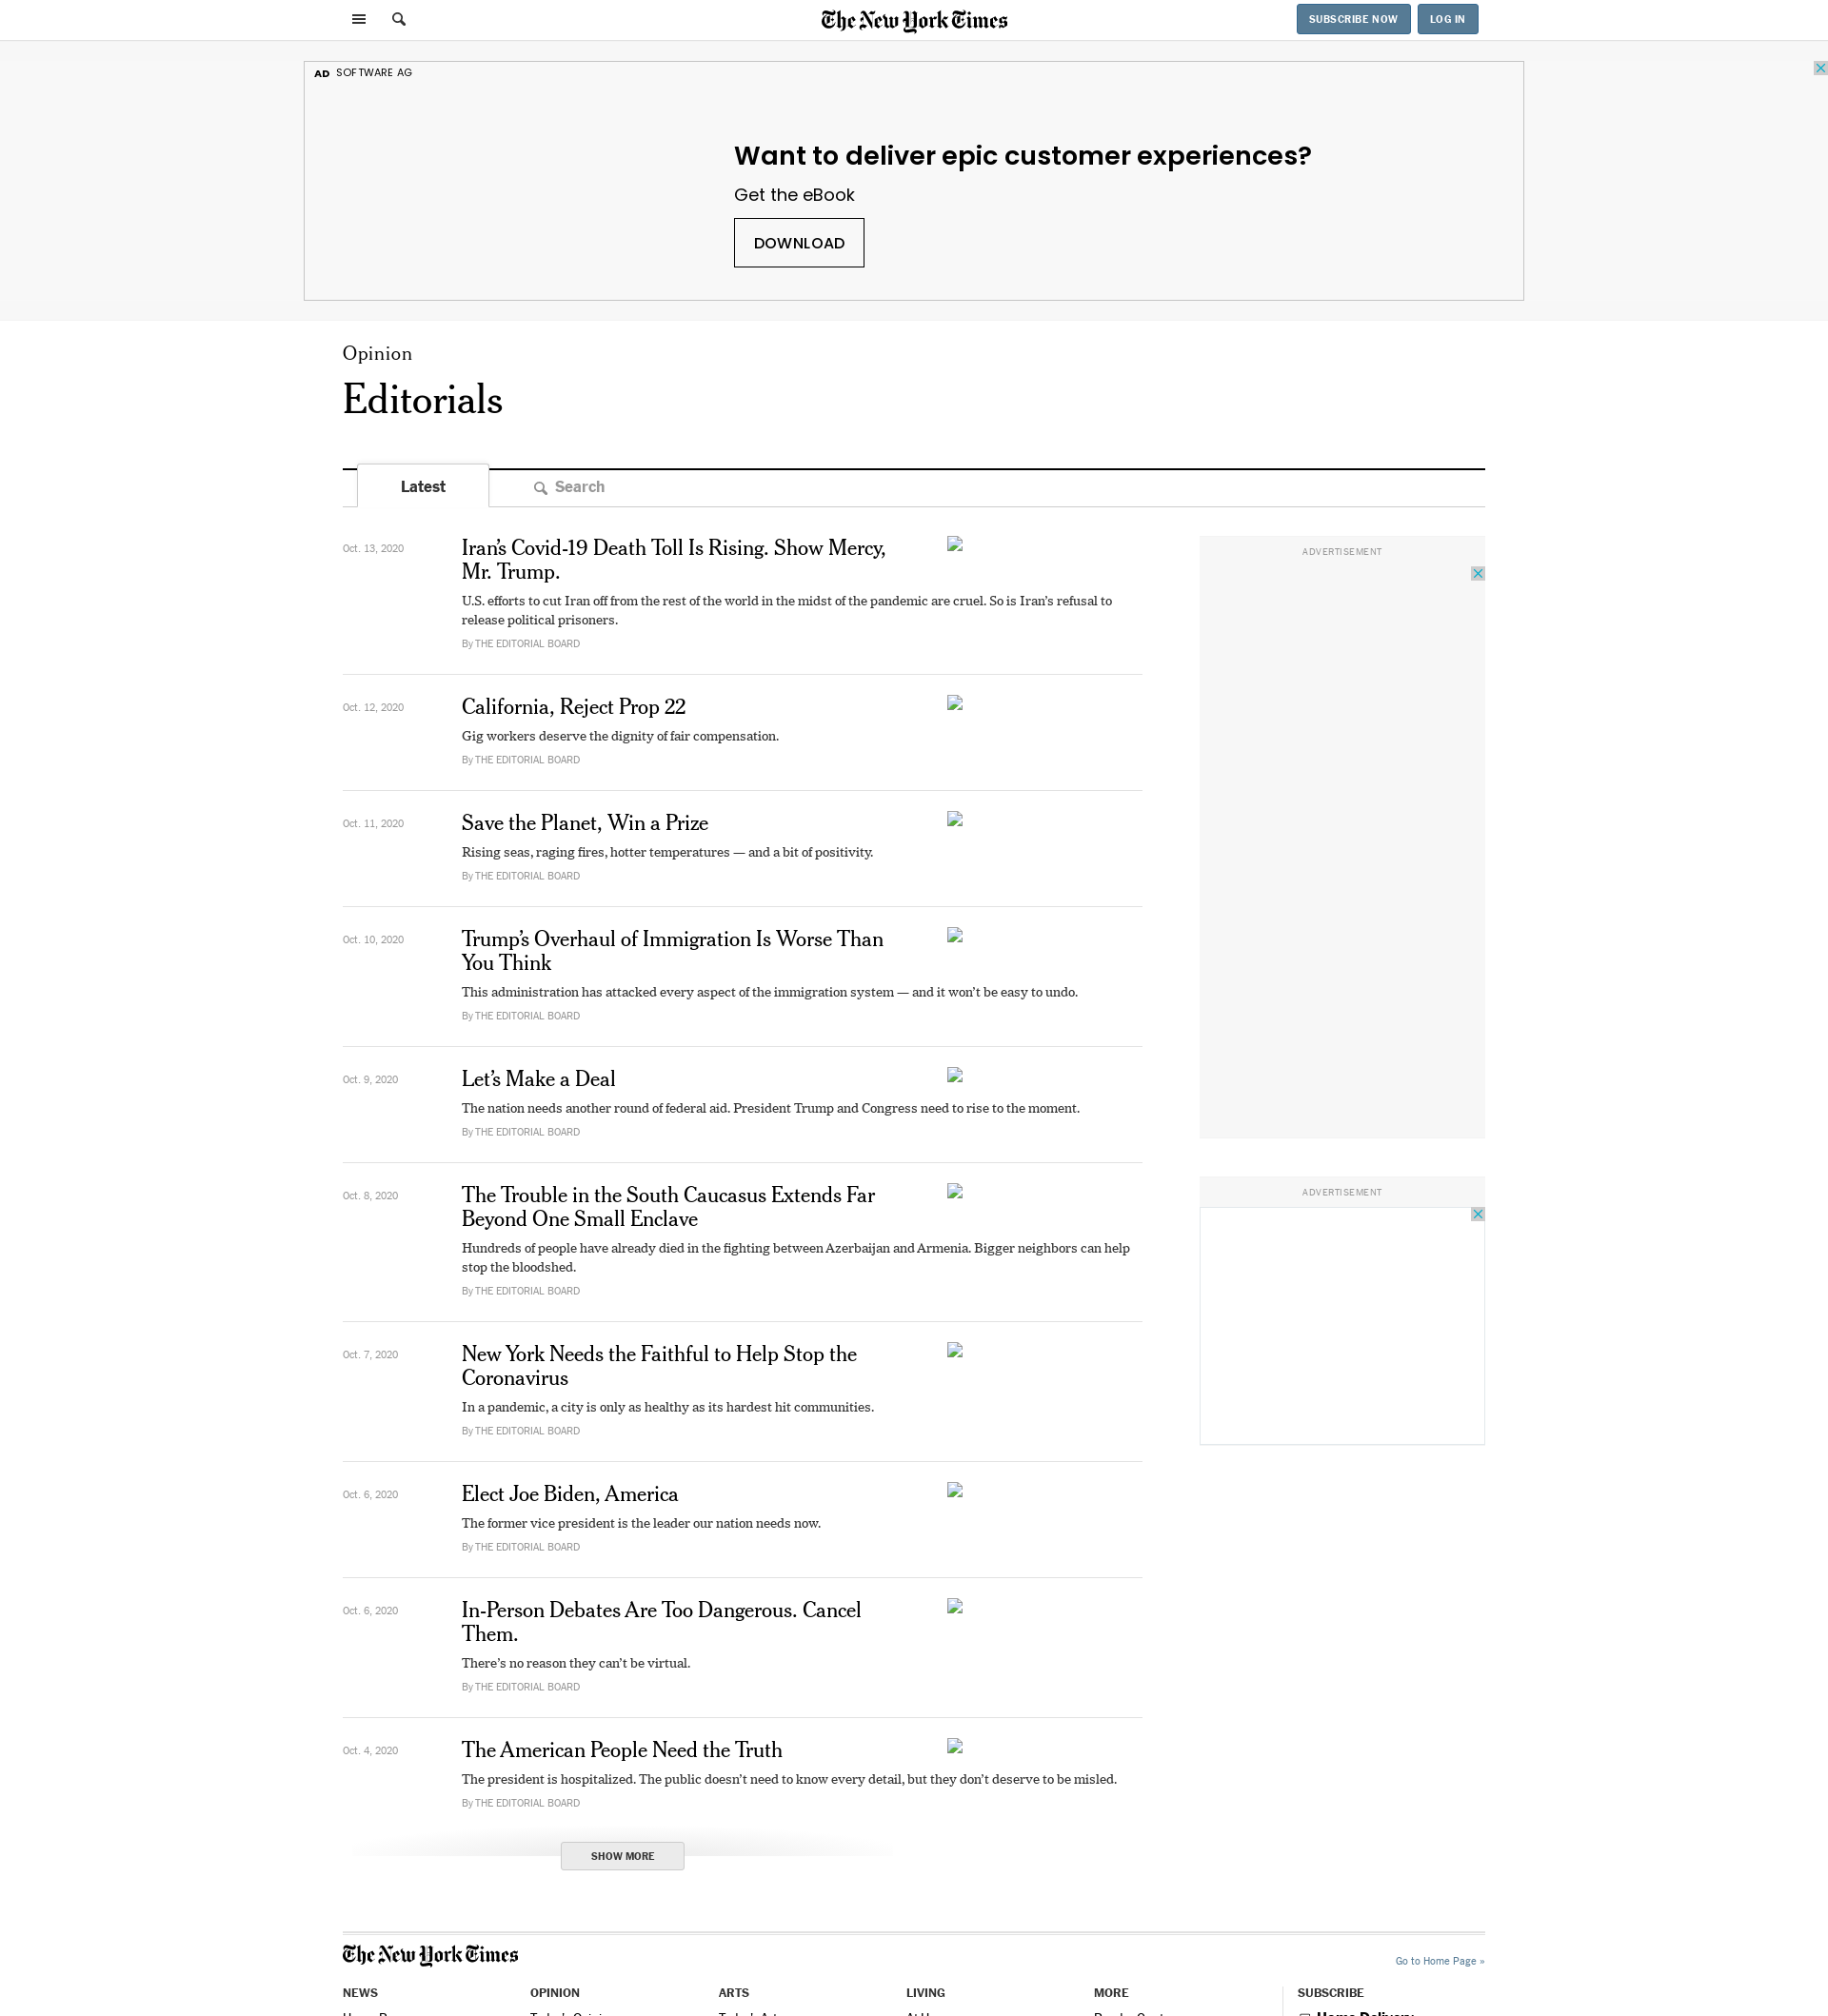 The New York Times
SUBSCRIBE NOW
LOG IN
AD SOFTWARE AG
Want to deliver epic customer experiences?
Get the eBook
DOWNLOAD
Opinion
Editorials
Latest
Search
Oct. 13, 2020
Iran’s Covid-19 Death Toll Is Rising. Show Mercy,
Mr. Trump.
U.S. efforts to cut Iran off from the rest of the world in the midst of the pandemic are cruel. So is Iran’s refusal to
release political prisoners.
By THE EDITORIAL BOARD
Oct. 12, 2020
California, Reject Prop 22
Gig workers deserve the dignity of fair compensation.
By THE EDITORIAL BOARD
Oct. 11, 2020
Save the Planet, Win a Prize
Rising seas, raging fires, hotter temperatures — and a bit of positivity.
By THE EDITORIAL BOARD
Oct. 10, 2020
Trump’s Overhaul of Immigration Is Worse Than
You Think
This administration has attacked every aspect of the immigration system — and it won’t be easy to undo.
By THE EDITORIAL BOARD
Oct. 9, 2020
Let’s Make a Deal
The nation needs another round of federal aid. President Trump and Congress need to rise to the moment.
By THE EDITORIAL BOARD
Oct. 8, 2020
The Trouble in the South Caucasus Extends Far
Beyond One Small Enclave
Hundreds of people have already died in the fighting between Azerbaijan and Armenia. Bigger neighbors can help
stop the bloodshed.
By THE EDITORIAL BOARD
Oct. 7, 2020
New York Needs the Faithful to Help Stop the
Coronavirus
In a pandemic, a city is only as healthy as its hardest hit communities.
By THE EDITORIAL BOARD
Oct. 6, 2020
Elect Joe Biden, America
The former vice president is the leader our nation needs now.
By THE EDITORIAL BOARD
Oct. 6, 2020
In-Person Debates Are Too Dangerous. Cancel
Them.
There’s no reason they can’t be virtual.
By THE EDITORIAL BOARD
Oct. 4, 2020
The American People Need the Truth
The president is hospitalized. The public doesn’t need to know every detail, but they don’t deserve to be misled.
By THE EDITORIAL BOARD
SHOW MORE
ADVERTISEMENT
ADVERTISEMENT
The New York Times
Go to Home Page »
NEWS
OPINION
ARTS
LIVING
MORE
SUBSCRIBE